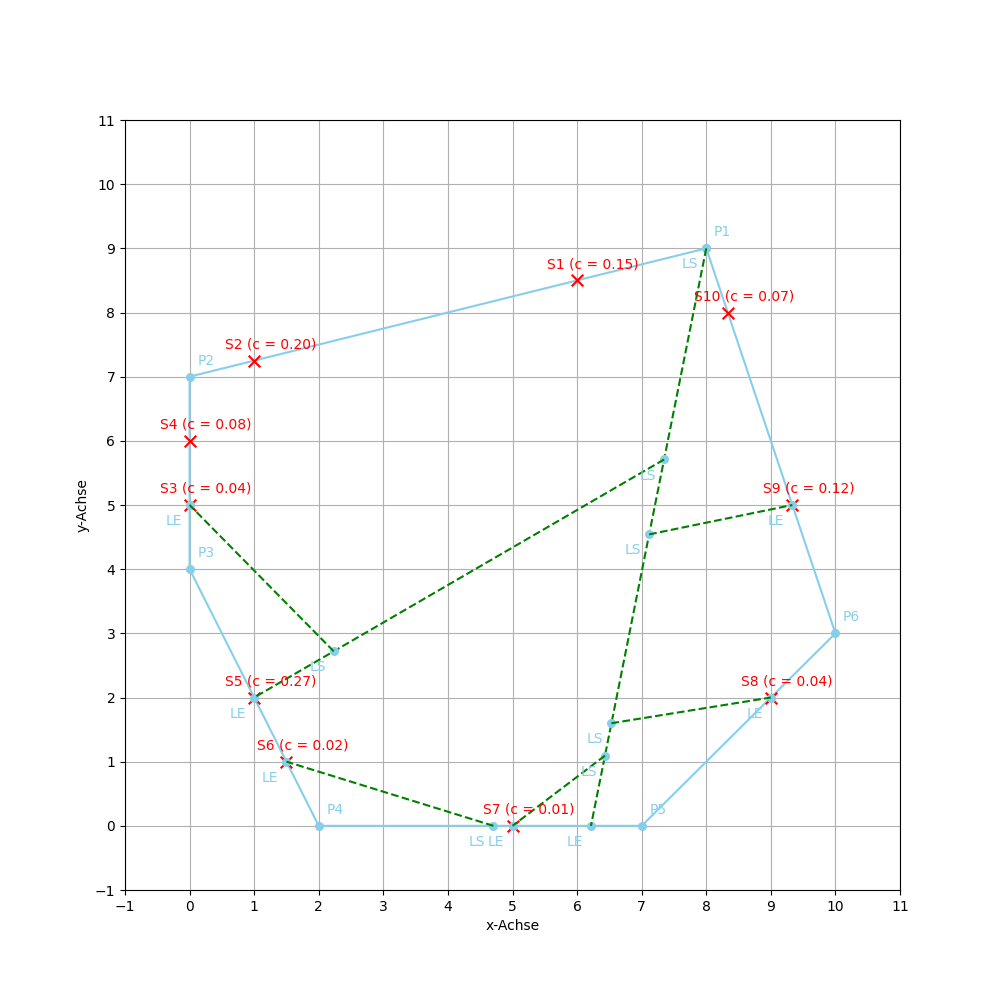 11
10
9
8
7
6
5
4
3
2
1
0
−1
−1
0
1
2
3
4
5
6
7
8
9
10
11
x-Achse
y-Achse
P1
LS
S1 (c = 0.15)
S10 (c = 0.07)
S2 (c = 0.20)
P2
S4 (c = 0.08)
S3 (c = 0.04)
LE
P3
LS
S9 (c = 0.12)
LE
LS
P6
LS
S5 (c = 0.27)
LE
S8 (c = 0.04)
LE
LS
S6 (c = 0.02)
LE
LS
P4
S7 (c = 0.01)
P5
LS
LE
LE